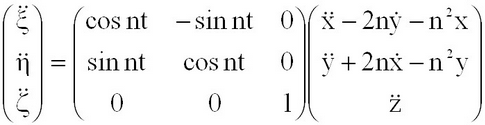 ξ̈ cos nt −sin nt 0 ẍ − 2nẏ − n²x
η̈ = sin nt cos nt 0 ÿ + 2nẋ − n²y
ζ̈ 0 0 1 z̈